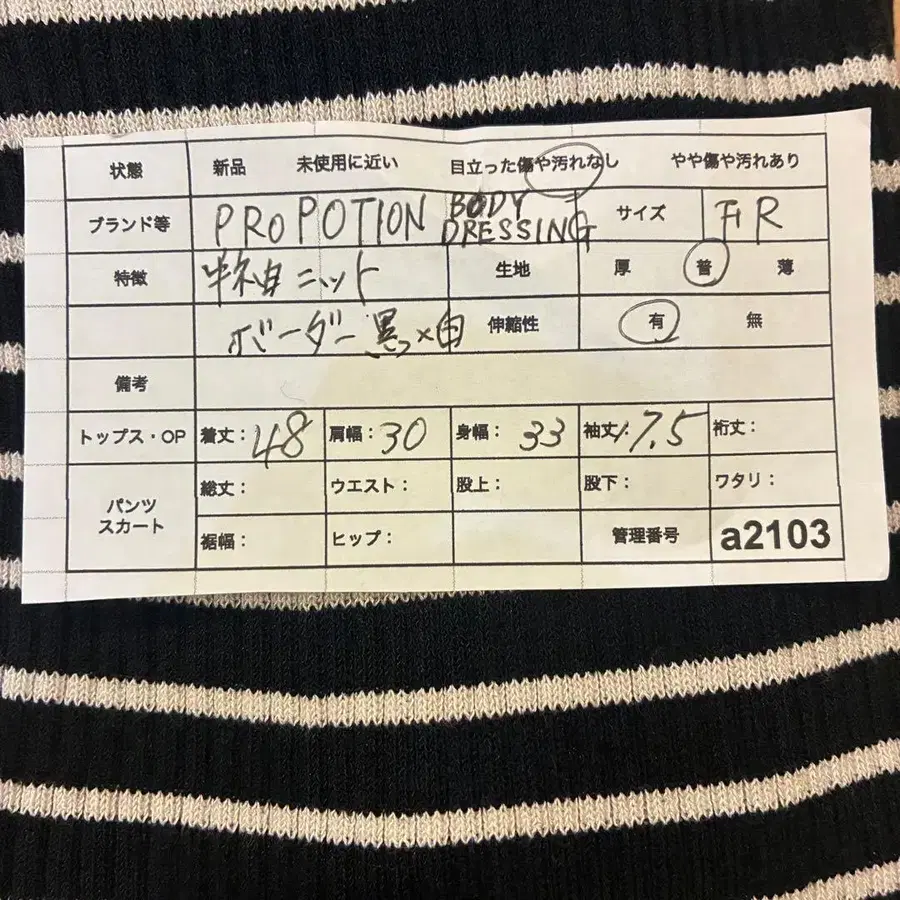 状態 新品 未使用に近い 目立った傷や汚れなし やや傷や汚れあり
ブランド等 PROPOTION BODY DRESSING サイズ
特徴 半袖ニット 生地 厚 普 薄
ボーダー黒×白 伸縮性 有 無
備考
トップス・OP 着丈:48 肩幅:30 身幅:33 袖丈:17.5 裄丈:
パンツ スカート 総丈: ウエスト: 股上: 股下: ワタリ:
裾幅: ヒップ: 管理番号 a2103